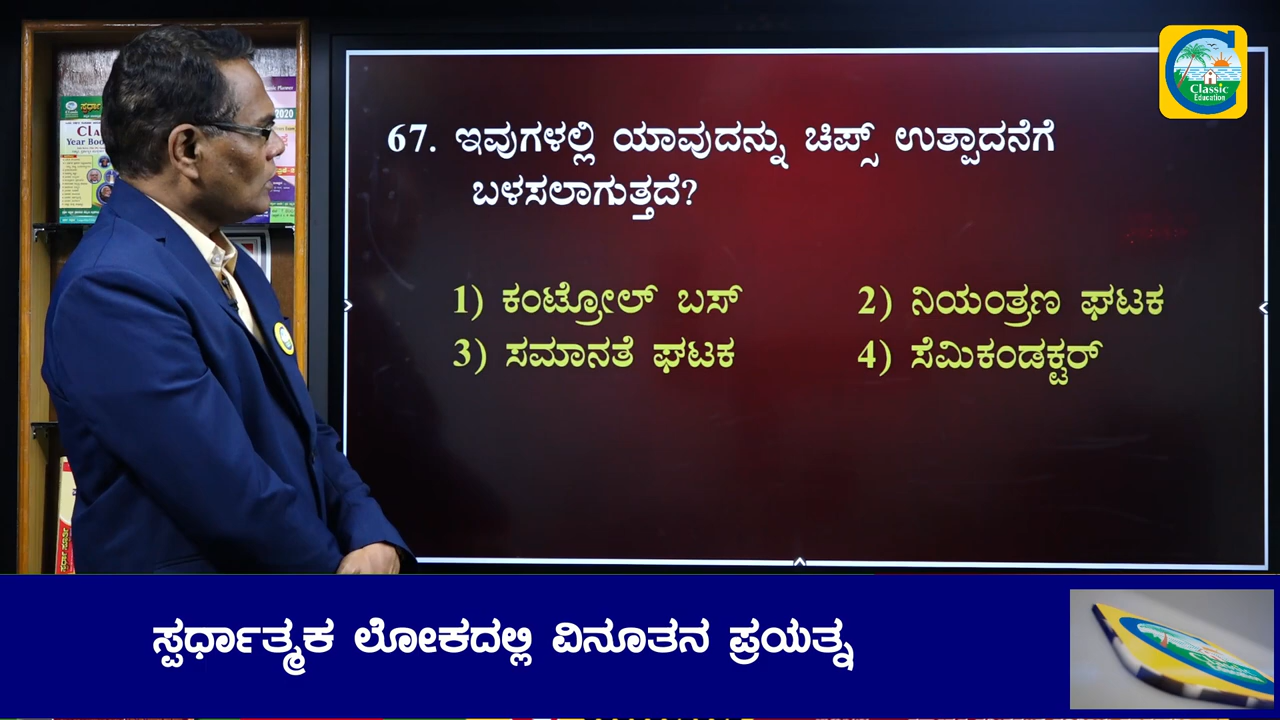 Classic
Education
67. ಇವುಗಳಲ್ಲಿ ಯಾವುದನ್ನು ಚಿಪ್ಸ್ ಉತ್ಪಾದನೆಗೆ
ಬಳಸಲಾಗುತ್ತದೆ?
1) ಕಂಟ್ರೋಲ್ ಬಸ್ 2) ನಿಯಂತ್ರಣ ಘಟಕ
3) ಸಮಾನತೆ ಘಟಕ 4) ಸೆಮಿಕಂಡಕ್ಟರ್
2020
ಸ್ಪರ್ಧಾತ್ಮಕ ಲೋಕದಲ್ಲಿ ವಿನೂತನ ಪ್ರಯತ್ನ